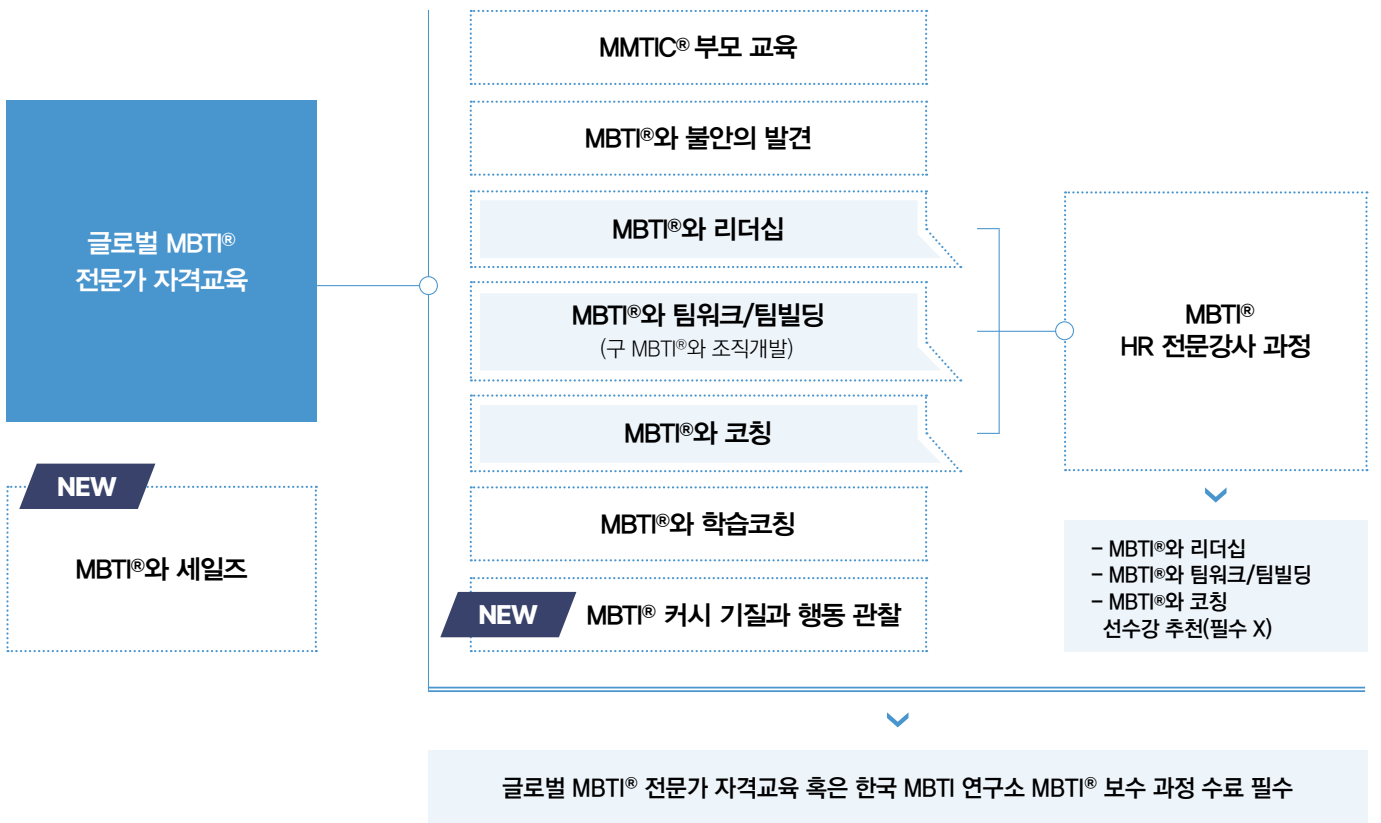 글로벌 MBTI®
전문가 자격교육
NEW
MBTI®와 세일즈
MMTIC® 부모 교육
MBTI®와 불안의 발견
MBTI®와 리더십
MBTI®와 팀워크/팀빌딩
(구 MBTI®와 조직개발)
MBTI®와 코칭
MBTI®와 학습코칭
NEW
MBTI® 커시 기질과 행동 관찰
MBTI®
HR 전문강사 과정
– MBTI®와 리더십
– MBTI®와 팀워크/팀빌딩
– MBTI®와 코칭
선수강 추천(필수 X)
글로벌 MBTI® 전문가 자격교육 혹은 한국 MBTI 연구소 MBTI® 보수 과정 수료 필수